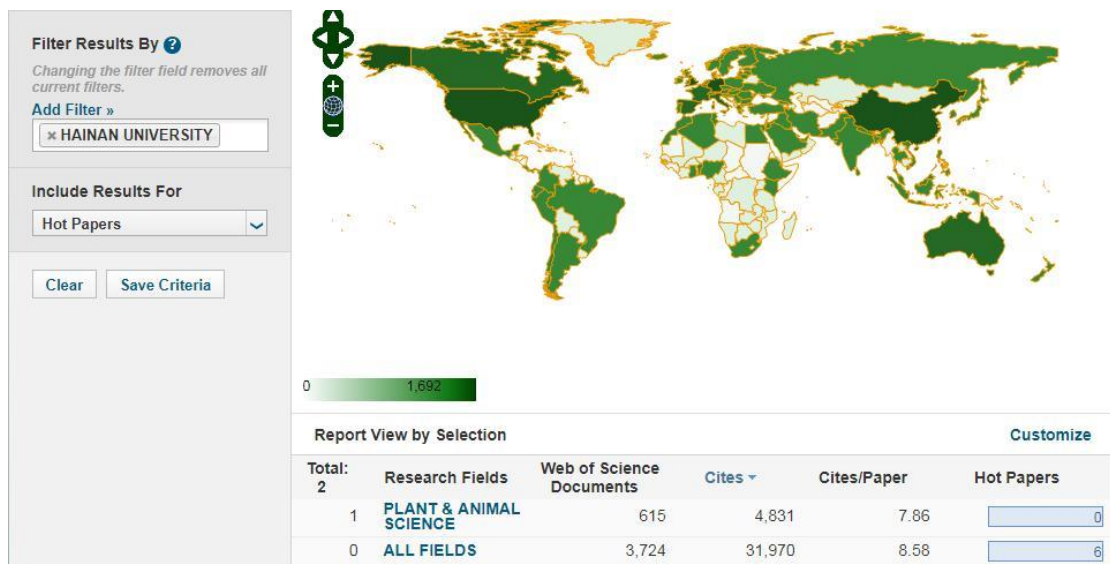 Filter Results By ?
Changing the filter field removes all
current filters.
Add Filter »
× HAINAN UNIVERSITY
Include Results For
Hot Papers
Clear Save Criteria
0 1,692
Report View by Selection Customize
Total:
2 Research Fields Web of Science
Documents Cites Cites/Paper Hot Papers
1 PLANT & ANIMAL
SCIENCE 615 4,831 7.86 0
0 ALL FIELDS 3,724 31,970 8.58 6